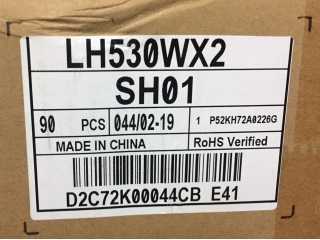 LH530WX2
SH01
90 PCS 044/02-19 1 P52KH72A0226G
MADE IN CHINA RoHS Verified
D2C72K00044CB E41